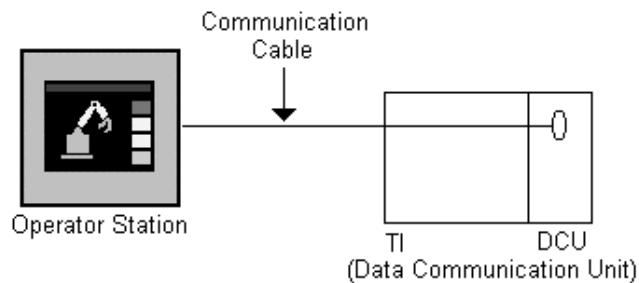 Communication
Cable
Operator Station
TI
DCU
(Data Communication Unit)